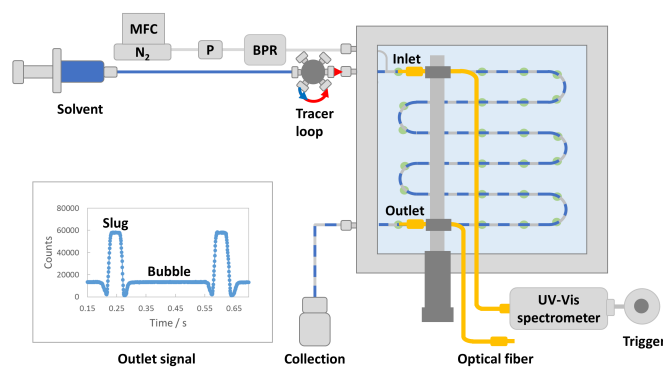 MFC
N₂
P
BPR
Solvent
Tracer
loop
Inlet
Outlet
80000
60000
40000
20000
0
Counts
Slug
Bubble
0.15 0.25 0.35 0.45 0.55 0.65
Time / s
Outlet signal
Collection
Optical fiber
UV-Vis
spectrometer
Trigger